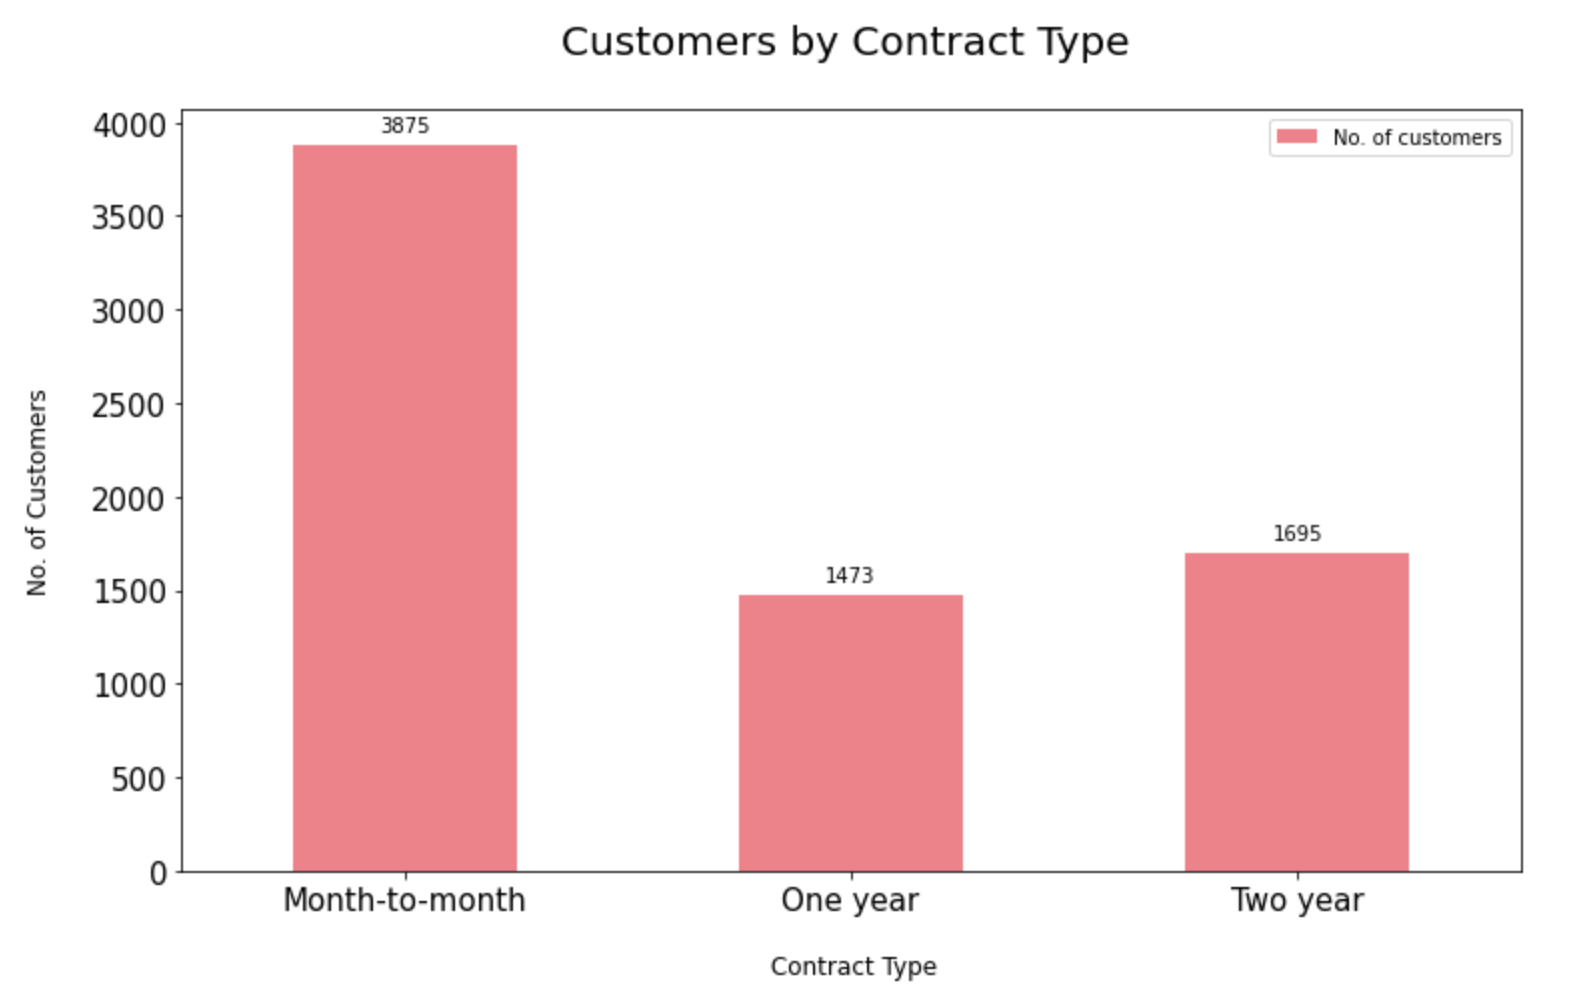 Customers by Contract Type
No. of customers
No. of Customers
4000
3500
3000
2500
2000
1500
1000
500
0
3875
1473
1695
Month-to-month
One year
Two year
Contract Type